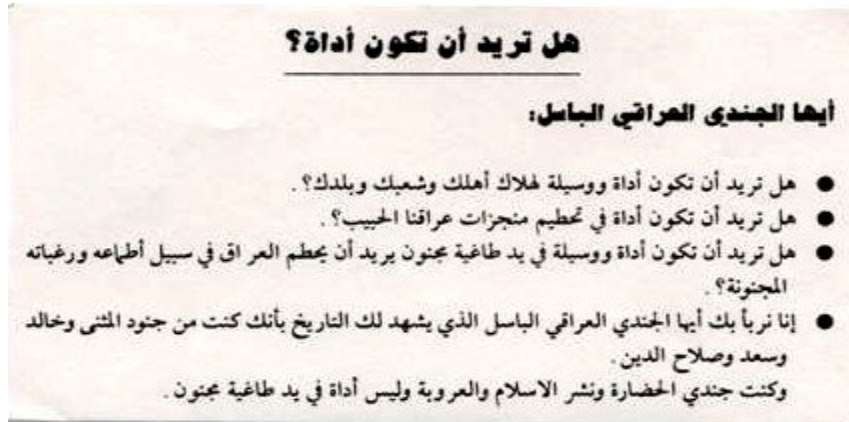 هل تريد أن تكون أداة؟
أيها الجندي العراقي الباسل:
● هل تريد أن تكون أداة ووسيلة لهلاك أهلك وشعبك وبلدك؟ .
● هل تريد أن تكون أداة في تحطيم منجزات عراقنا الحبيب؟ .
● هل تريد أن تكون أداة ووسيلة في يد طاغية مجنون يريد أن يحطم العراق في سبيل أطماعه ورغباته
المجنونة؟ .
● إنا نربأ بك أيها الجندي العراقي الباسل الذي يشهد لك التاريخ بأنك كنت من جنود المثنى وخالد
وسعد وصلاح الدين .
وكنت جندي الحضارة ونشر الاسلام والعروبة وليس أداة في يد طاغية مجنون .